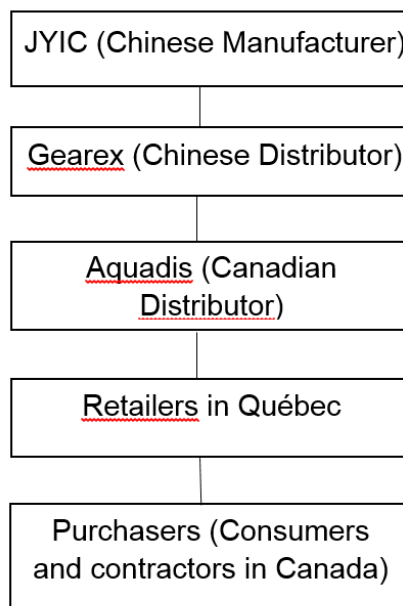 JYIC (Chinese Manufacturer)
Gearex (Chinese Distributor)
Aquadis (Canadian
Distributor)
Retailers in Québec
Purchasers (Consumers
and contractors in Canada)